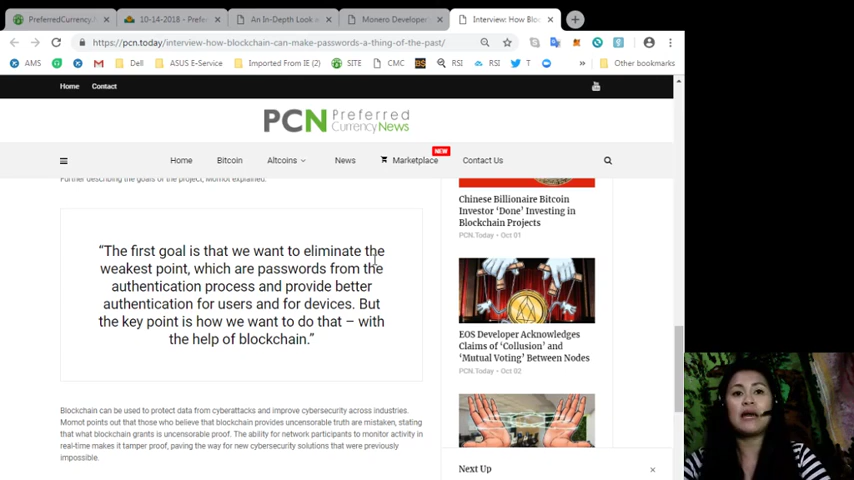 PreferredCurrency
10-14-2018 - Prefer
An In-Depth Look a
Monero Developer
Interview: How Blo
https://pcn.today/interview-how-blockchain-can-make-passwords-a-thing-of-the-past/
AMS
Dell
ASUS E-Service
Imported From IE (2)
SITE
CMC
RSI
RSI
T
Other bookmarks
Home
Contact
PCN Preferred
CurrencyNews
NEW
Home
Bitcoin
Altcoins
News
Marketplace
Contact Us
Further describing the goals of the project, Momot explained:
“The first goal is that we want to eliminate the
weakest point, which are passwords from the
authentication process and provide better
authentication for users and for devices. But
the key point is how we want to do that – with
the help of blockchain.”
Blockchain can be used to protect data from cyberattacks and improve cybersecurity across industries.
Momot points out that those who believe that blockchain provides uncensorable truth are mistaken, stating
that what blockchain grants is uncensorable proof. The ability for network participants to monitor activity in
real-time makes it tamper proof, paving the way for new cybersecurity solutions that were previously
impossible.
Chinese Billionaire Bitcoin
Investor ‘Done’ Investing in
Blockchain Projects
PCN.Today - Oct 01
EOS Developer Acknowledges
Claims of ‘Collusion’ and
‘Mutual Voting’ Between Nodes
PCN.Today - Oct 02
Next Up